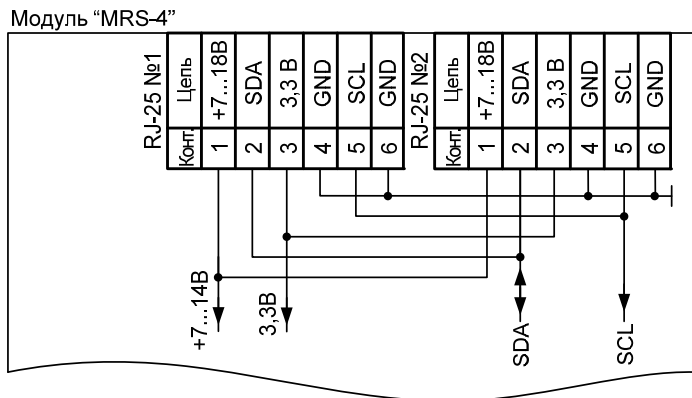 Модуль “MRS-4”
RJ-25 №1
Конт. Цепь
1 +7...18В
2 SDA
3 3,3 В
4 GND
5 SCL
6 GND
RJ-25 №2
Конт. Цепь
1 +7...18В
2 SDA
3 3,3 В
4 GND
5 SCL
6 GND
+7...14В
3,3В
SDA
SCL